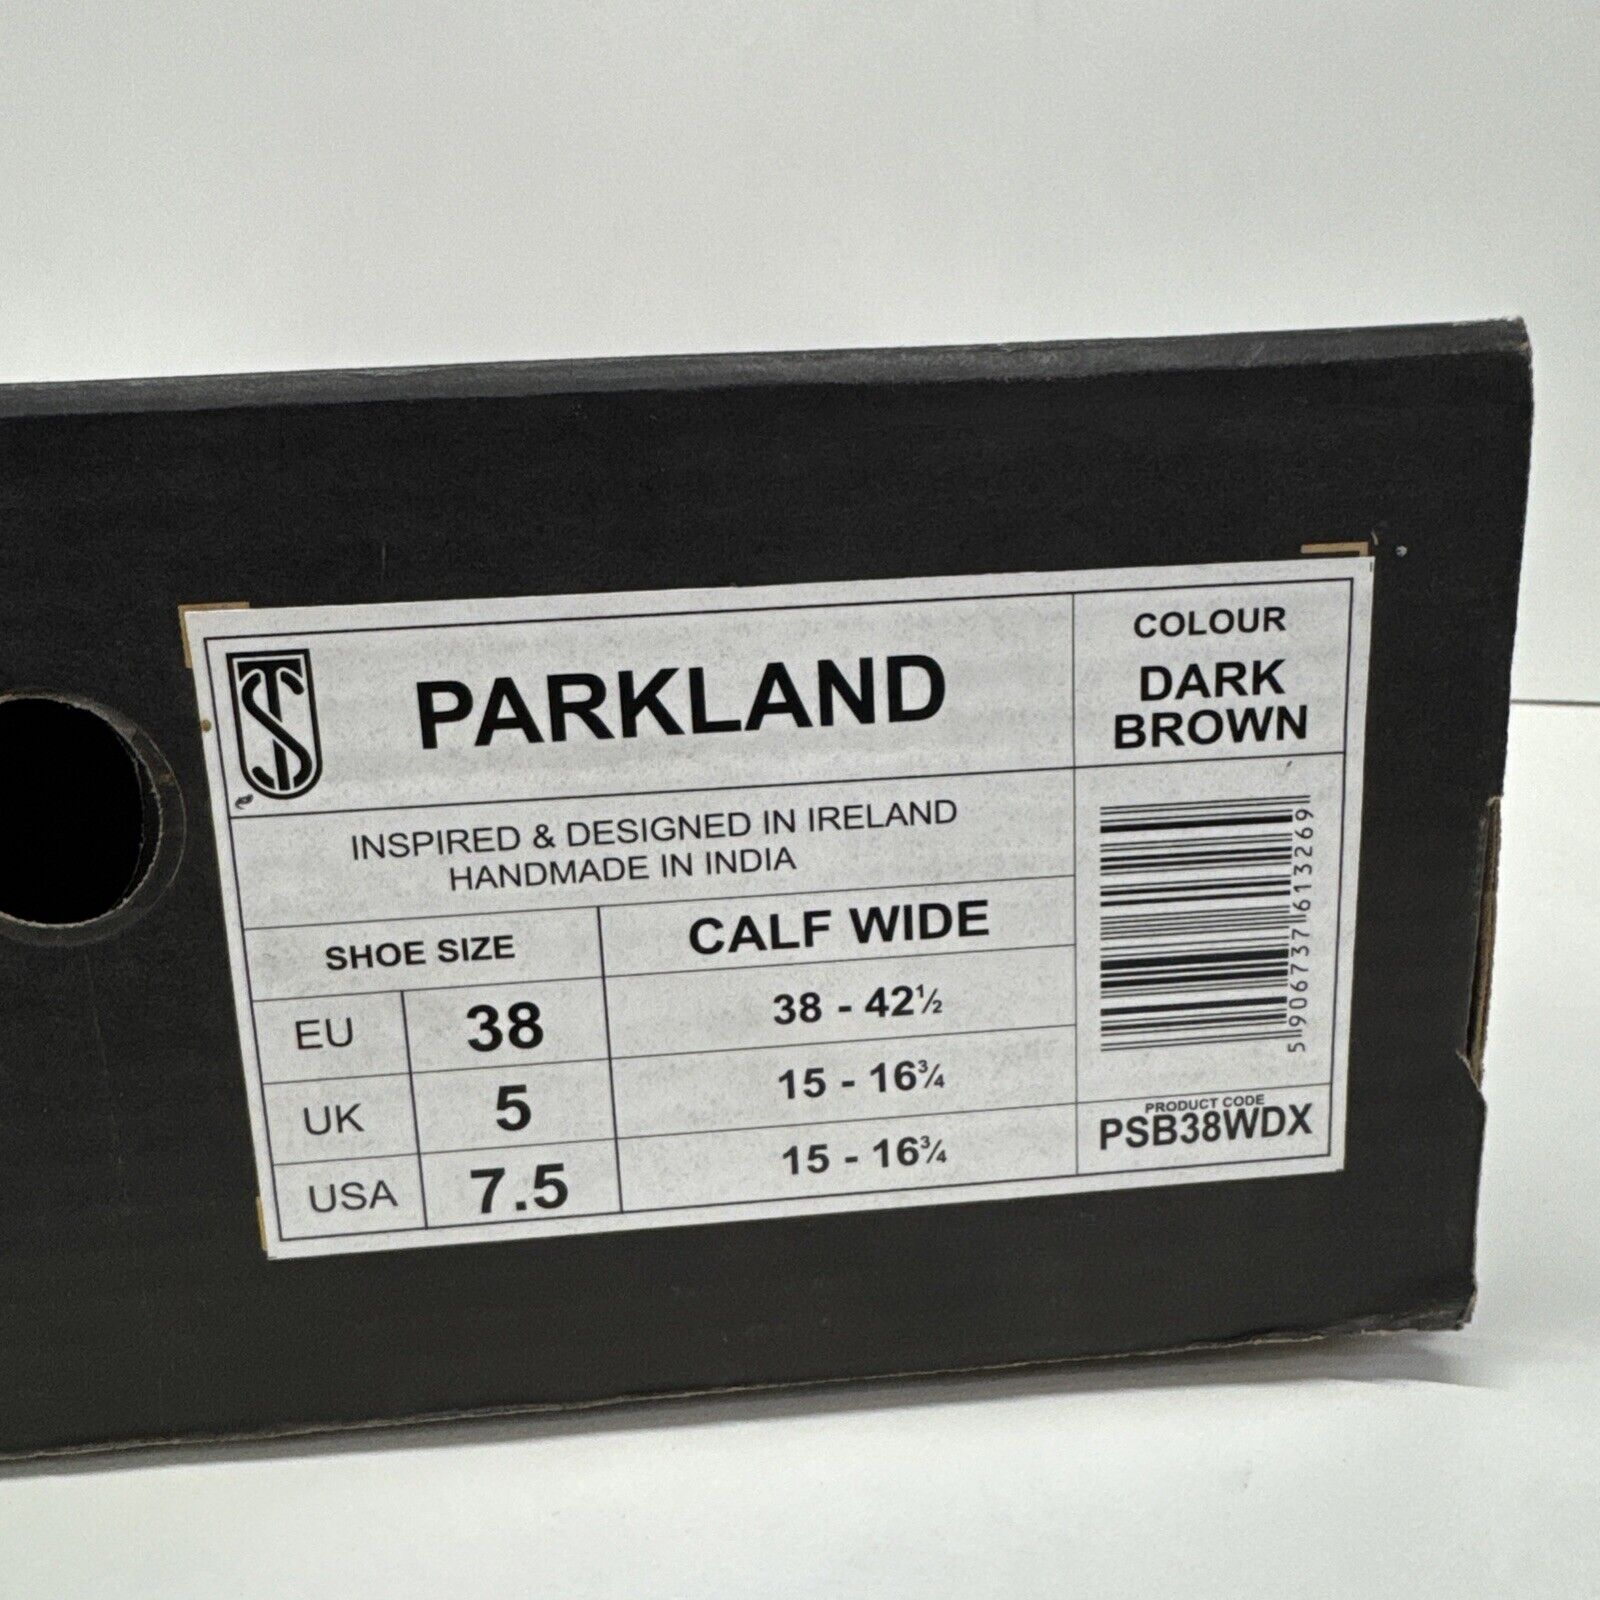 TS
PARKLAND
COLOUR
DARK
BROWN
INSPIRED & DESIGNED IN IRELAND
HANDMADE IN INDIA
SHOE SIZE
CALF WIDE
EU
38
38 - 42½
UK
5
15 - 16¾
USA
7.5
15 - 16¾
5 906737 613269
PRODUCT CODE
PSB38WDX